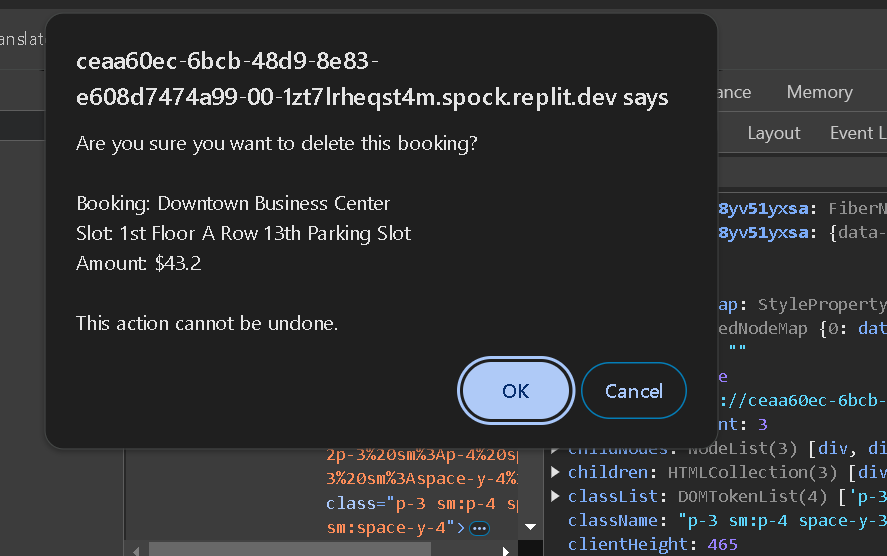 anslate
ceaa60ec-6bcb-48d9-8e83-
e608d7474a99-00-1zt7lrheqst4m.spock.replit.dev says
Are you sure you want to delete this booking?
Booking: Downtown Business Center
Slot: 1st Floor A Row 13th Parking Slot
Amount: $43.2
This action cannot be undone.
OK
Cancel
ance Memory
Layout Event L
8yv51yxsa: FiberN
8yv51yxsa: {data-
ap: StyleProperty
edNodeMap {0: dat
""
e
://ceaa60ec-6bcb-
nt: 3
childNodes: NodeList(3) [div, di
children: HTMLCollection(3) [div
classList: DOMTokenList(4) ['p-3
className: "p-3 sm:p-4 space-y-3
clientHeight: 465
2p-3%20sm%3Ap-4%20s
3%20sm%3Aspace-y-4%
class="p-3 sm:p-4 sp
sm:space-y-4">